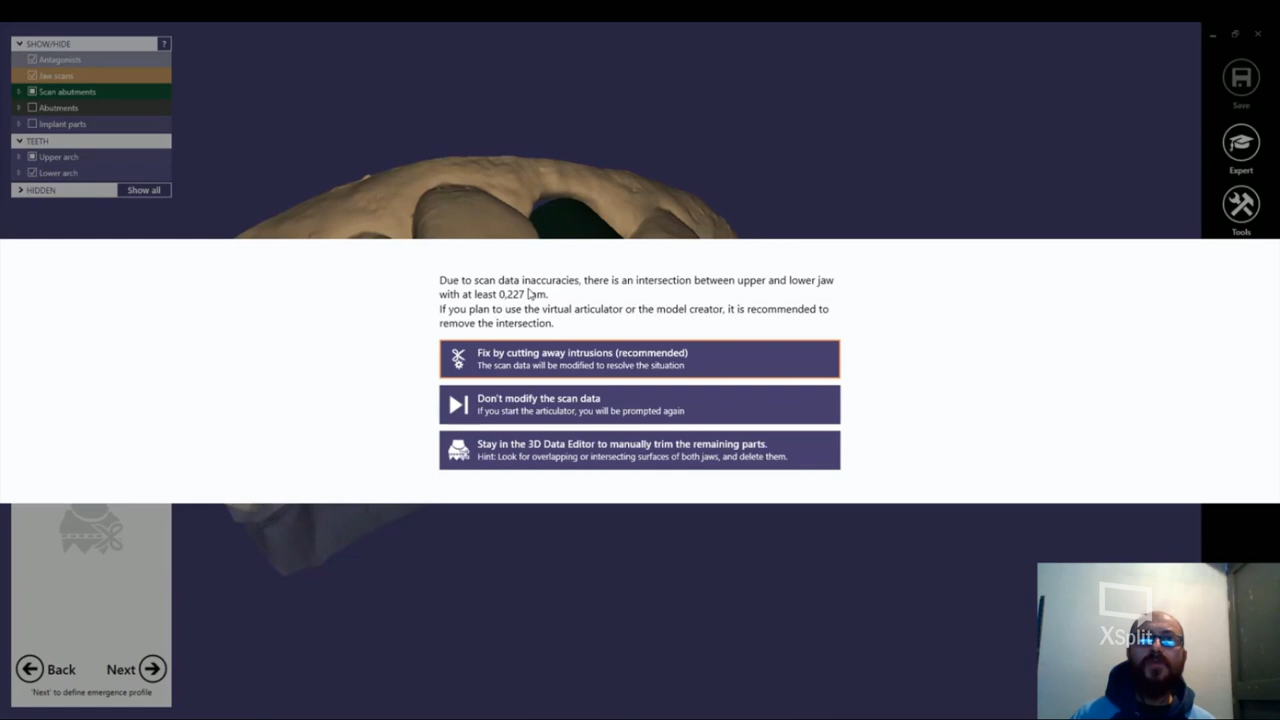 SHOW/HIDE
?
Antagonists
Jaw scans
Scan abutments
Abutments
Implant parts
TEETH
Upper arch
Lower arch
HIDDEN
Show all
Save
Expert
Tools
Due to scan data inaccuracies, there is an intersection between upper and lower jaw
with at least 0,227 mm.
If you plan to use the virtual articulator or the model creator, it is recommended to
remove the intersection.
Fix by cutting away intrusions (recommended)
The scan data will be modified to resolve the situation
Don't modify the scan data
If you start the articulator, you will be prompted again
Stay in the 3D Data Editor to manually trim the remaining parts.
Hint: Look for overlapping or intersecting surfaces of both jaws, and delete them.
Back
Next
'Next' to define emergence profile
XSplit